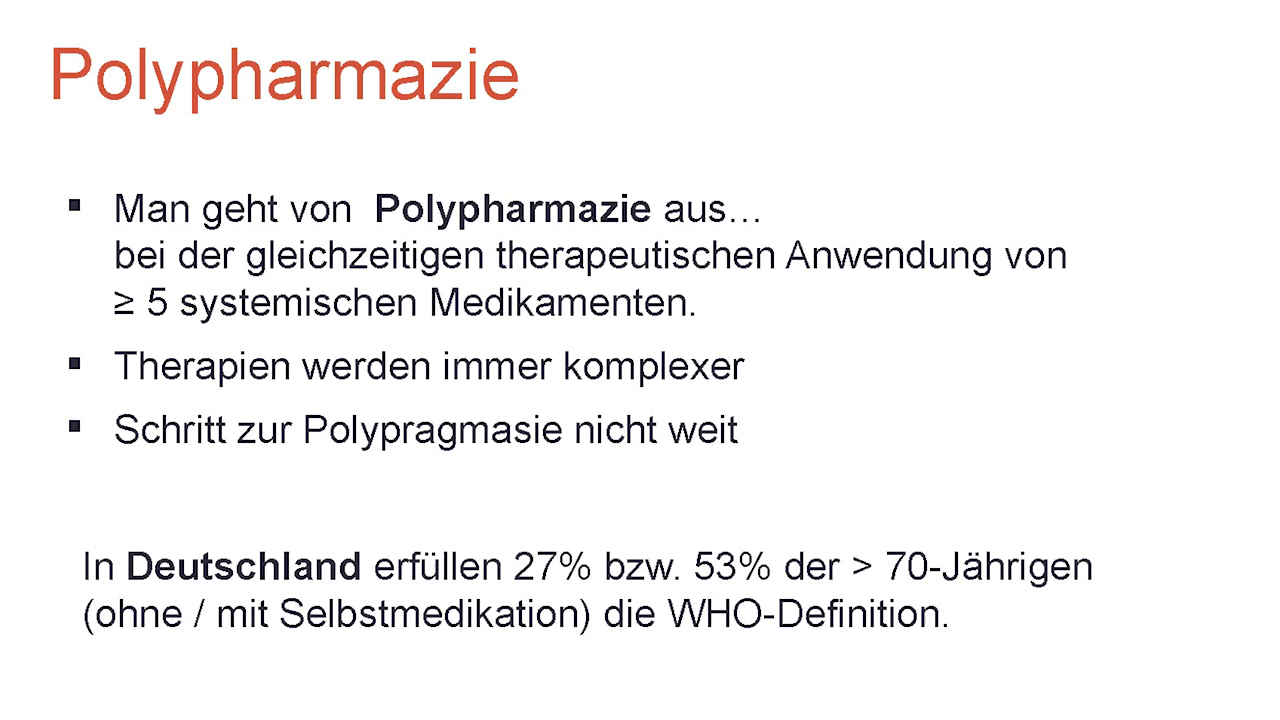 Polypharmazie
▪ Man geht von Polypharmazie aus…
bei der gleichzeitigen therapeutischen Anwendung von
≥ 5 systemischen Medikamenten.
▪ Therapien werden immer komplexer
▪ Schritt zur Polypragmasie nicht weit
In Deutschland erfüllen 27% bzw. 53% der > 70-Jährigen
(ohne / mit Selbstmedikation) die WHO-Definition.